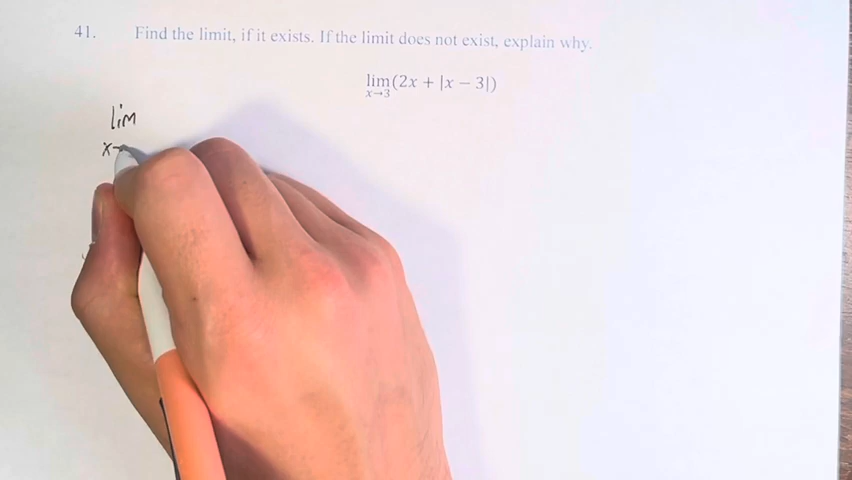 41. Find the limit, if it exists. If the limit does not exist, explain why.
lim (2x + |x − 3|)
x→3
lim
x→